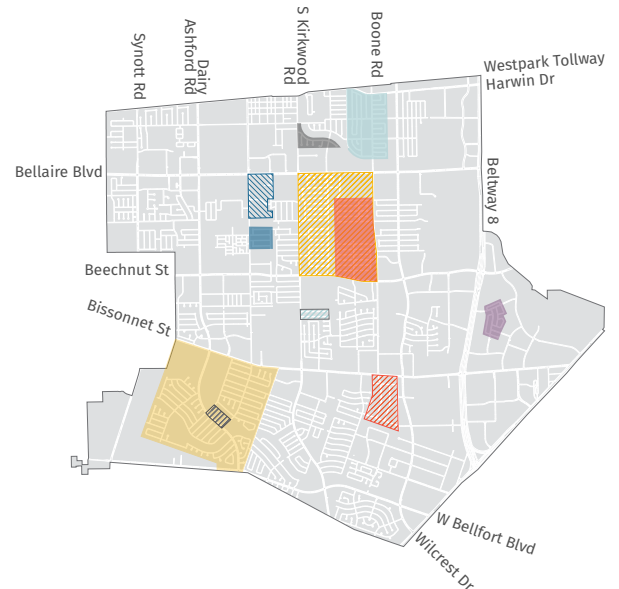 Synott Rd
Dairy
Ashford Rd
S Kirkwood
Rd
Boone Rd
Westpark Tollway
Harwin Dr
Bellaire Blvd
Beltway 8
Beechnut St
Bissonnet St
W Bellfort Blvd
Wilcrest Dr